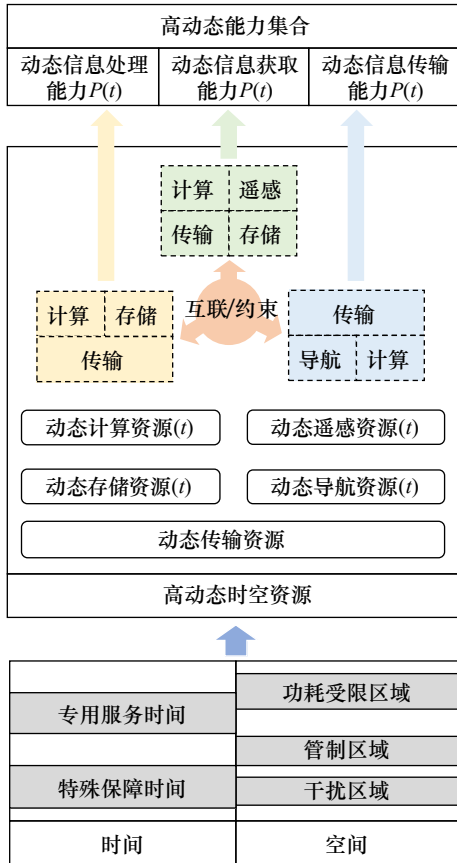 高动态能力集合
动态信息处理
能力P(t)
动态信息获取
能力P(t)
动态信息传输
能力P(t)
计算
遥感
传输
存储
互联/约束
计算
存储
传输
传输
导航
计算
动态计算资源(t)
动态遥感资源(t)
动态存储资源(t)
动态导航资源(t)
动态传输资源
高动态时空资源
专用服务时间
特殊保障时间
时间
功耗受限区域
管制区域
干扰区域
空间